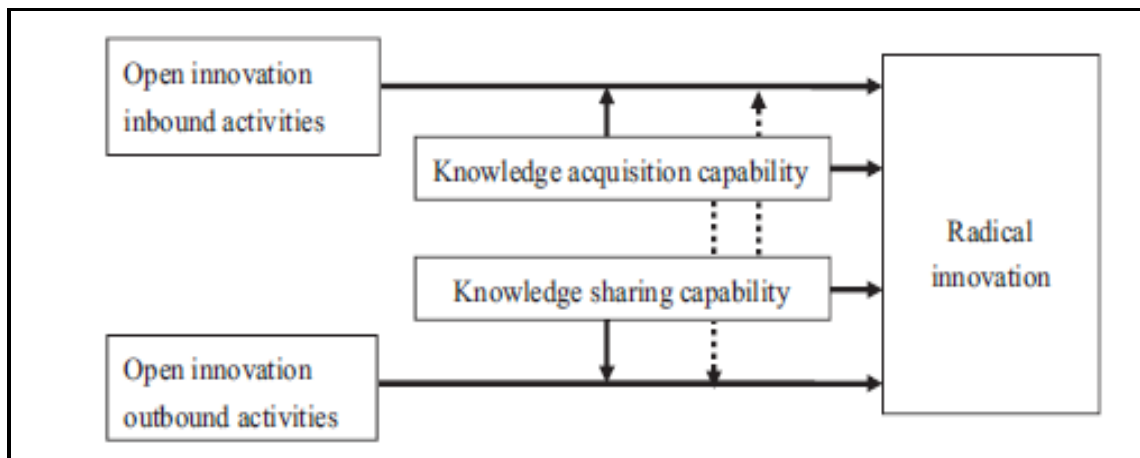 Open innovation
inbound activities
Knowledge acquisition capability
Radical
innovation
Knowledge sharing capability
Open innovation
outbound activities